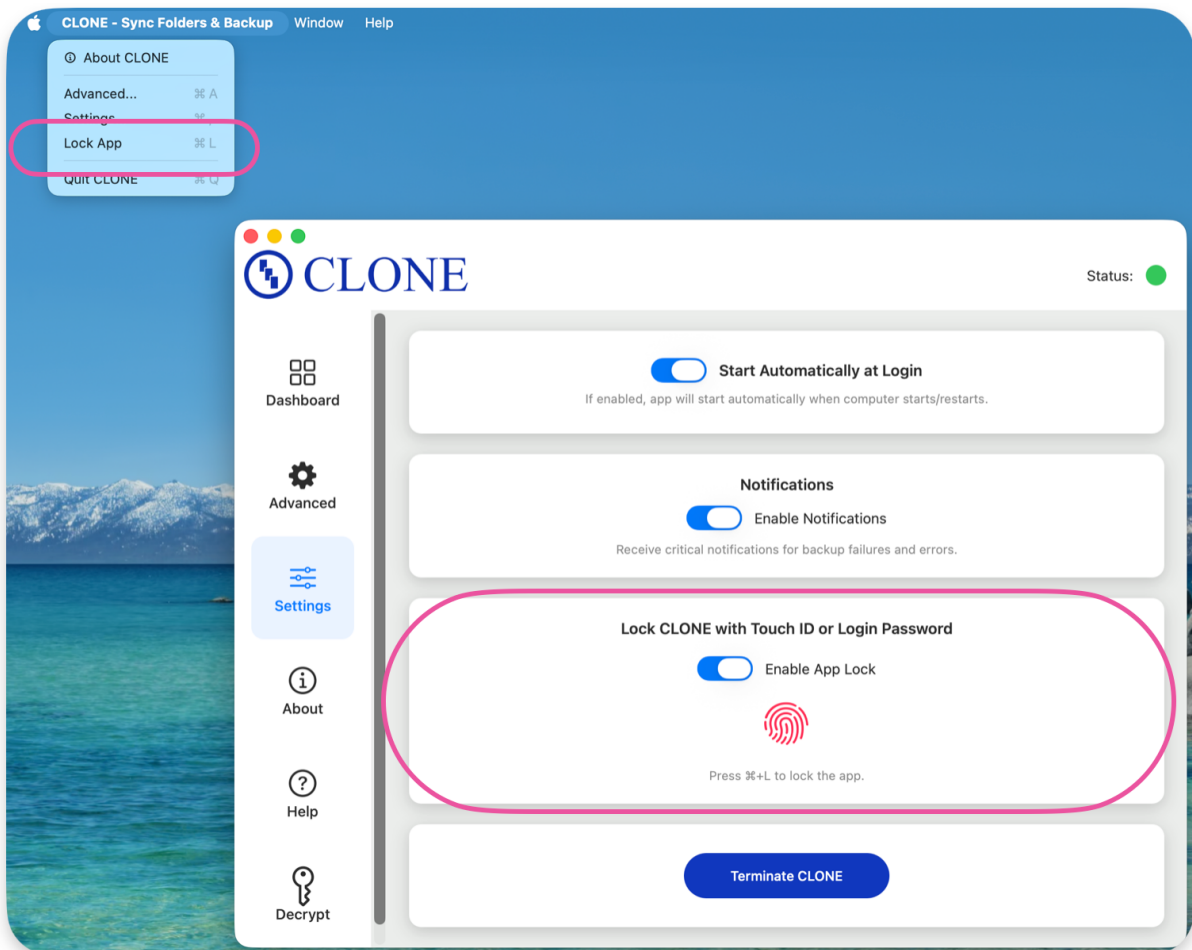 CLONE - Sync Folders & Backup Window Help
About CLONE
Advanced... ⌘ A
Settings ⌘
Lock App ⌘ L
Quit CLONE ⌘ Q
CLONE
Status:
Dashboard
Advanced
Settings
About
Help
Decrypt
Start Automatically at Login
If enabled, app will start automatically when computer starts/restarts.
Notifications
Enable Notifications
Receive critical notifications for backup failures and errors.
Lock CLONE with Touch ID or Login Password
Enable App Lock
Press ⌘+L to lock the app.
Terminate CLONE